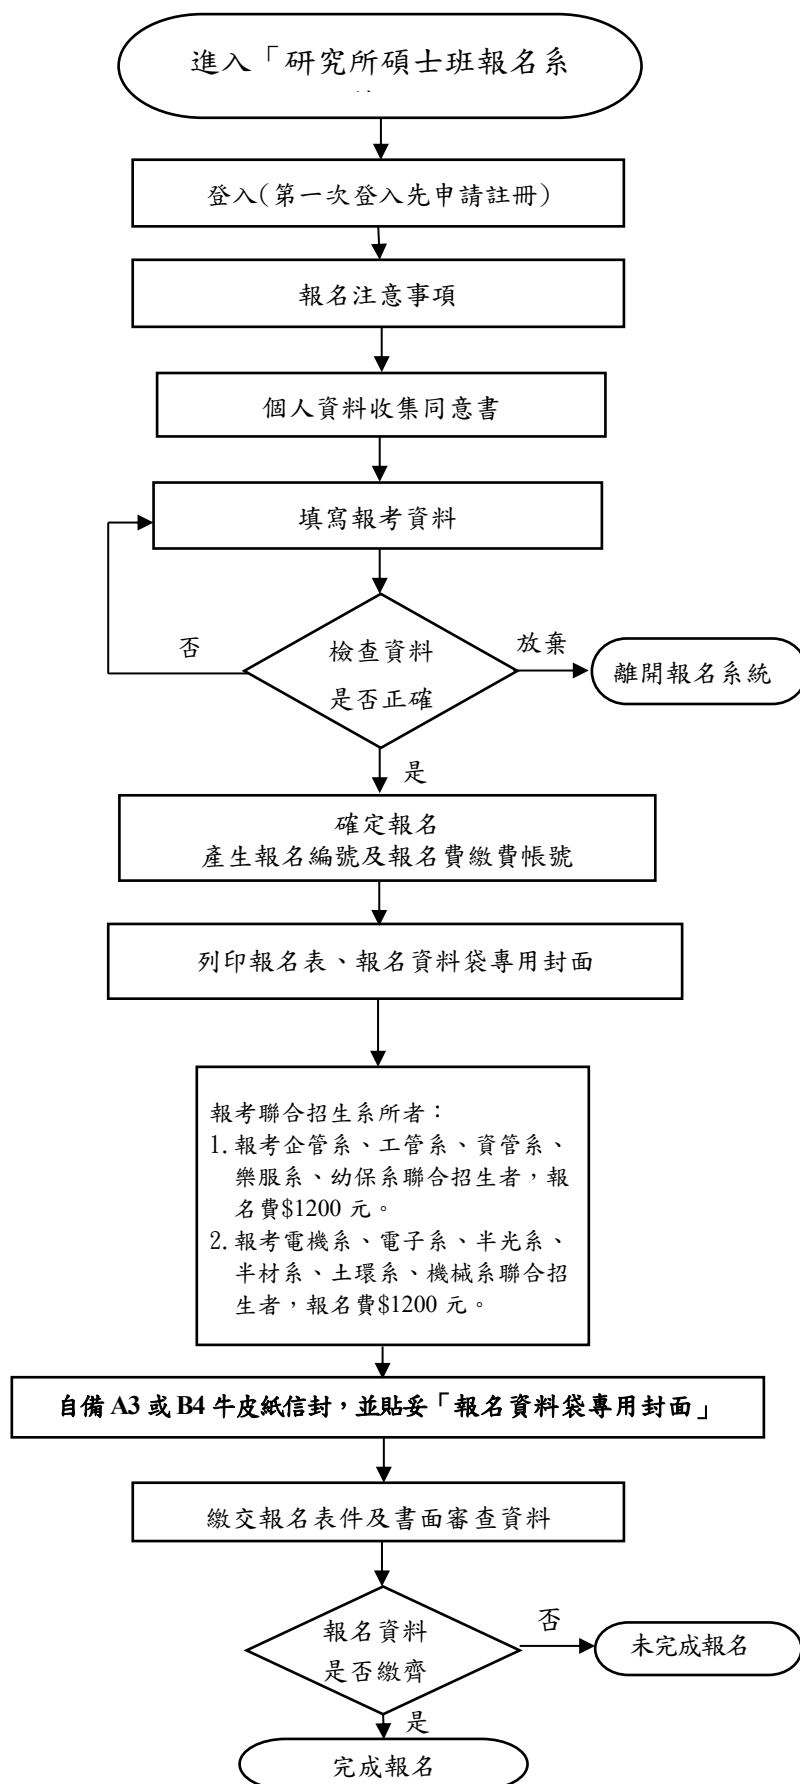 進入「研究所碩士班報名系
登入(第一次登入先申請註冊)
報名注意事項
個人資料收集同意書
填寫報考資料
否
檢查資料
是否正確
放棄
離開報名系統
是
確定報名
產生報名編號及報名費繳費帳號
列印報名表、報名資料袋專用封面
報考聯合招生系所者：
1. 報考企管系、工管系、資管系、
樂服系、幼保系聯合招生者，報
名費$1200 元。
2. 報考電機系、電子系、半光系、
半材系、土環系、機械系聯合招
生者，報名費$1200 元。
自備 A3 或 B4 牛皮紙信封，並貼妥「報名資料袋專用封面」
繳交報名表件及書面審查資料
報名資料
是否繳齊
否
未完成報名
是
完成報名